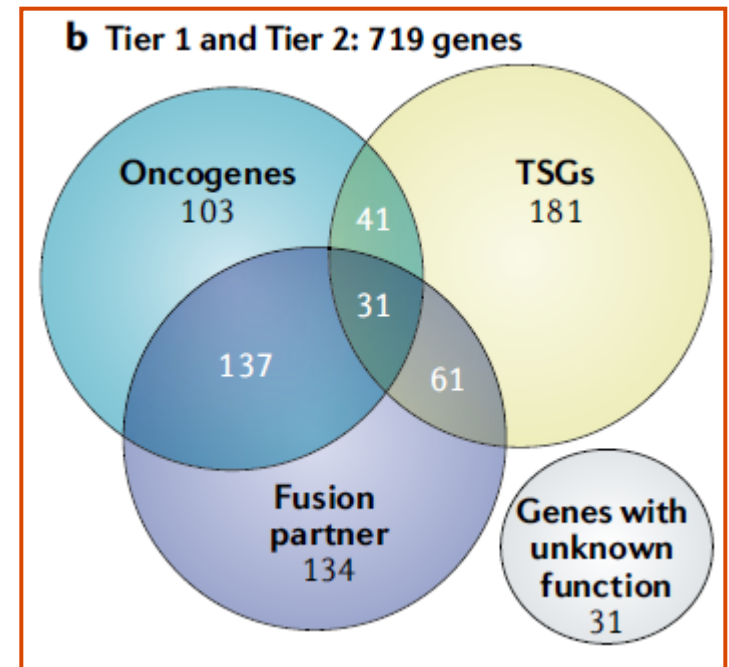 b Tier 1 and Tier 2: 719 genes
Oncogenes
103
TSGs
181
41
31
137
61
Fusion
partner
134
Genes with
unknown
function
31